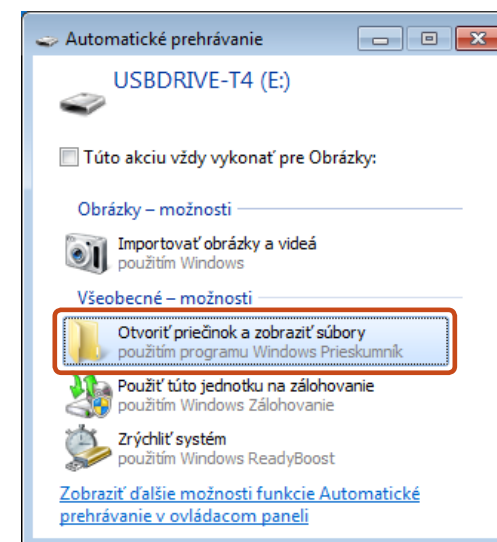 Automatické prehrávanie
USBDRIVE-T4 (E:)
Túto akciu vždy vykonať pre Obrázky:
Obrázky – možnosti
Importovať obrázky a videá
použitím Windows
Všeobecné – možnosti
Otvoriť priečinok a zobraziť súbory
použitím programu Windows Prieskumník
Použiť túto jednotku na zálohovanie
použitím Windows Zálohovanie
Zrýchliť systém
použitím Windows ReadyBoost
Zobraziť ďalšie možnosti funkcie Automatické
prehrávanie v ovládacom paneli